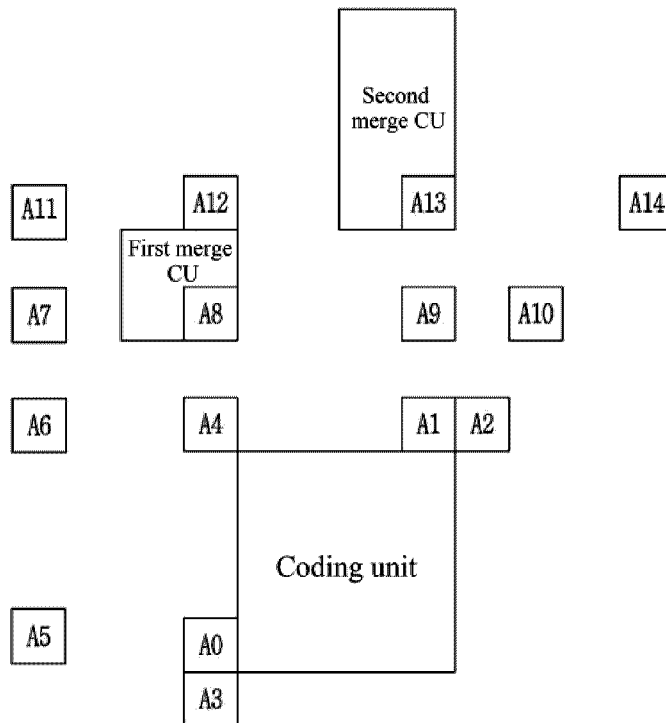 Second
merge CU
A11
A12
A13
A14
First merge
CU
A7
A8
A9
A10
A6
A4
A1
A2
Coding unit
A5
A0
A3